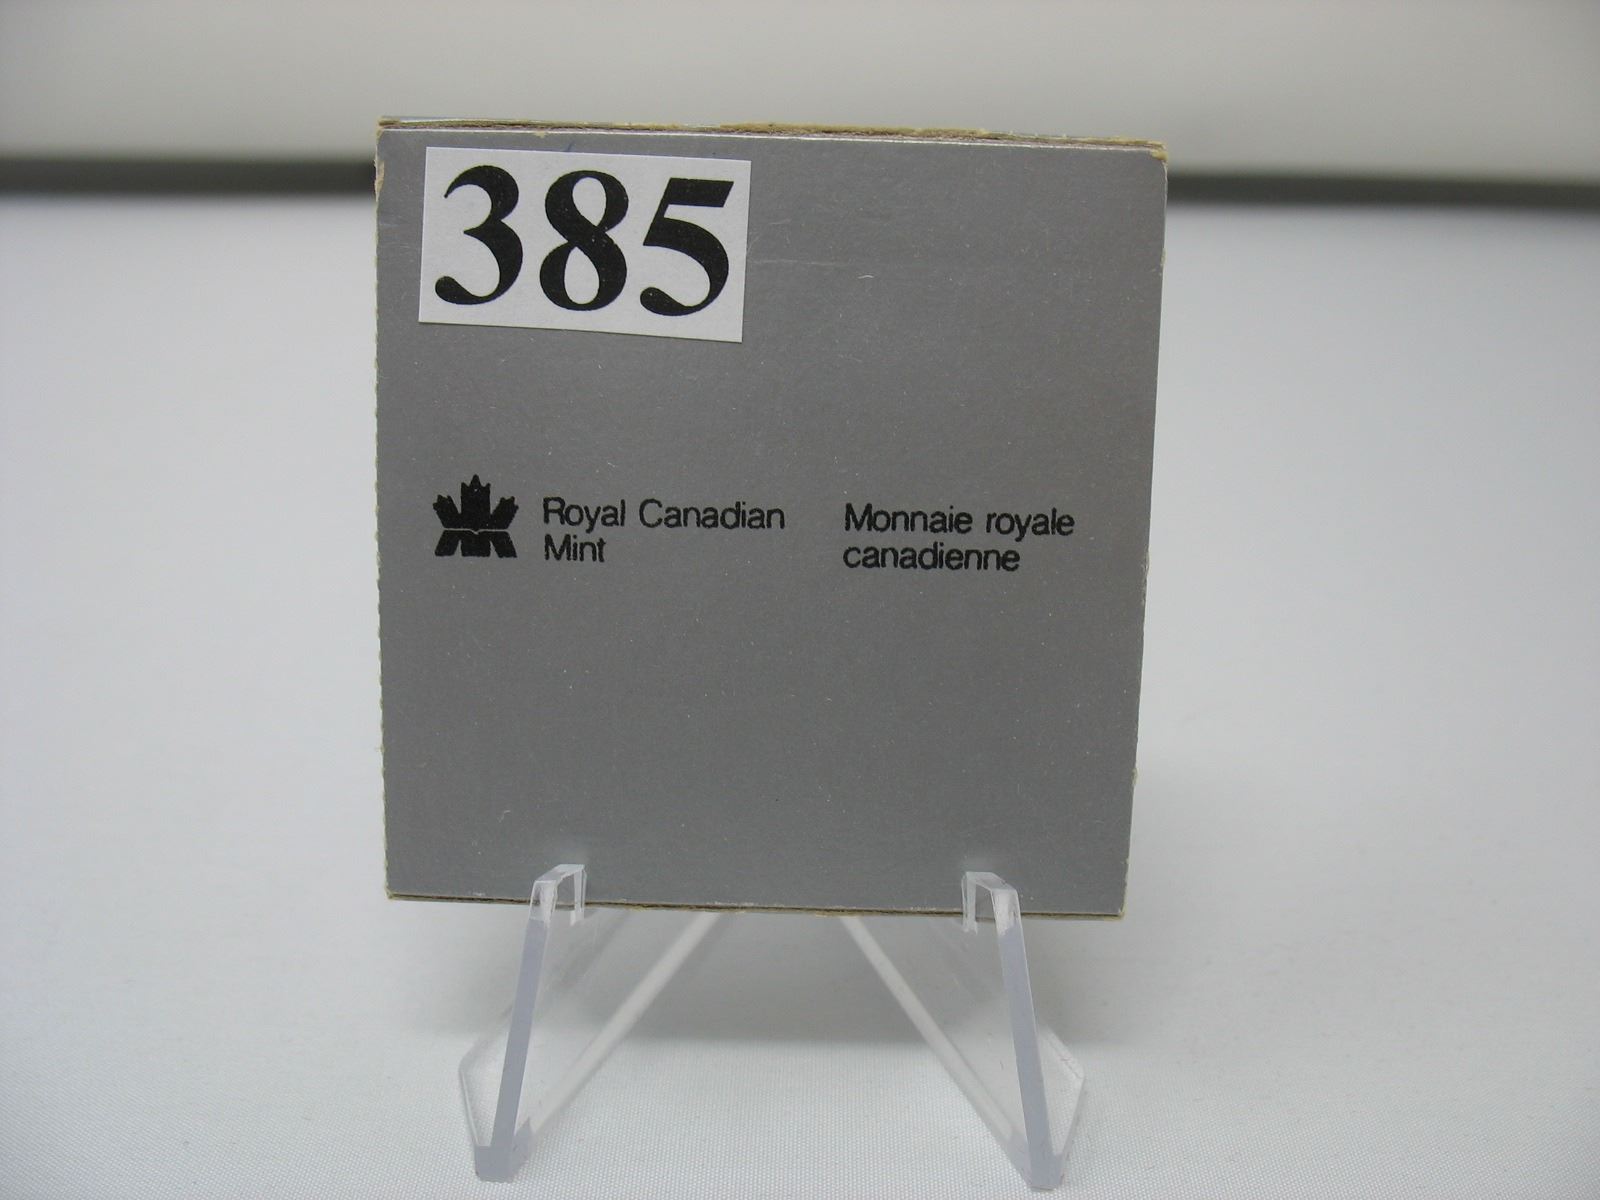 385
Royal Canadian
Mint
Monnaie royale
canadienne